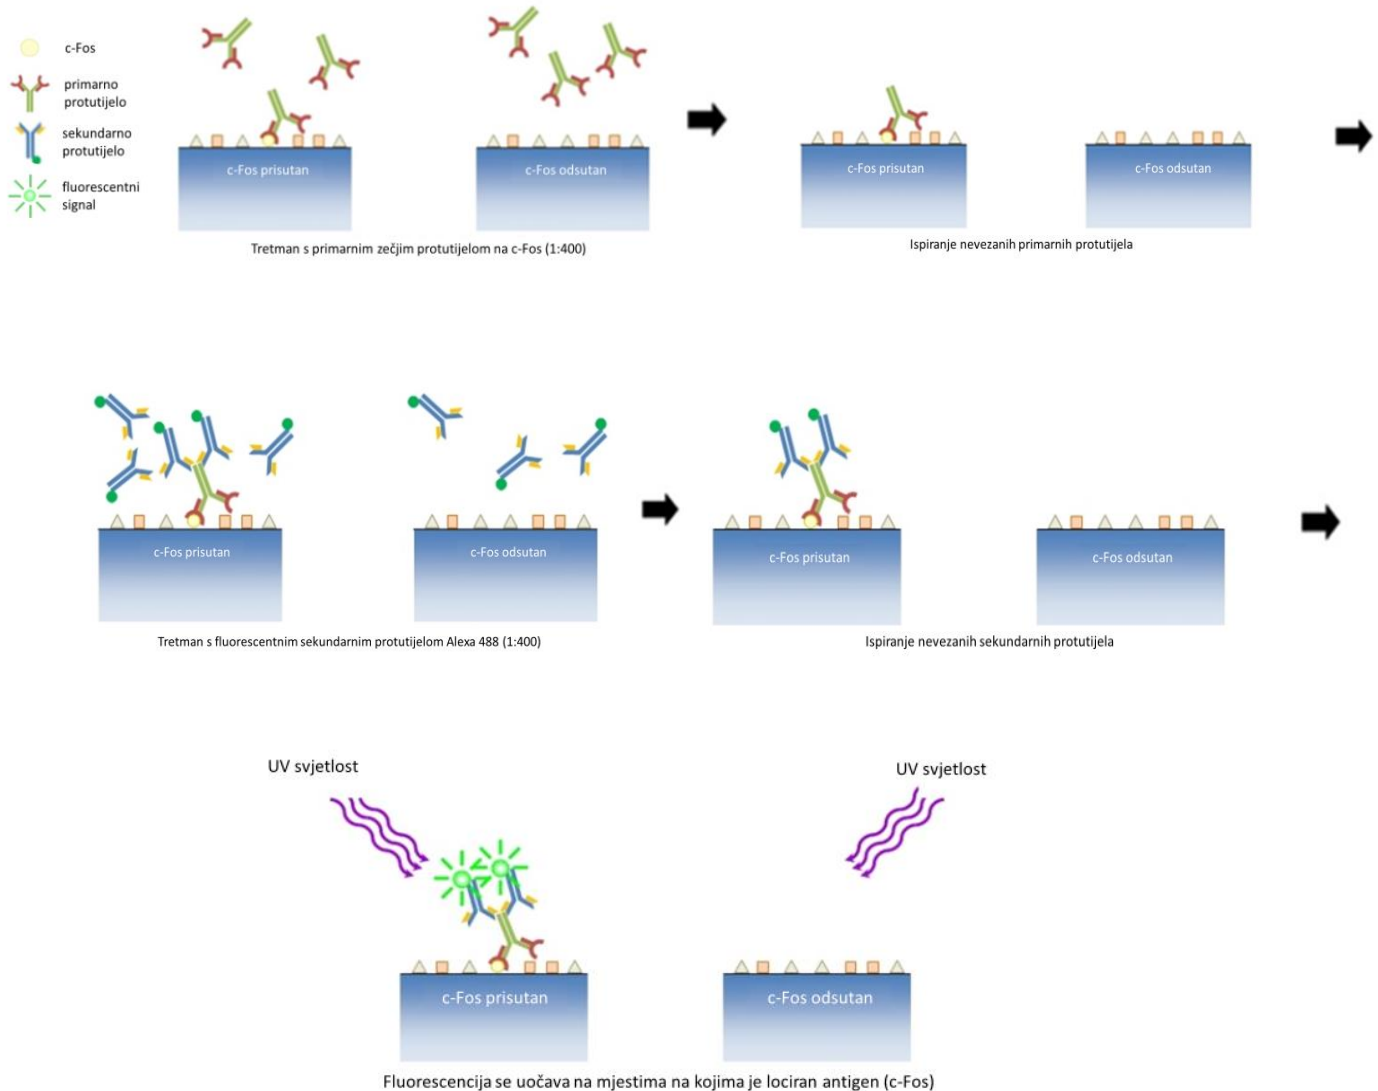 c-Fos
primarno
protutijelo
sekundarno
protutijelo
fluorescentni
signal
c-Fos prisutan
c-Fos odsutan
Tretman s primarnim zečjim protutijelom na c-Fos (1:400)
c-Fos prisutan
c-Fos odsutan
Ispiranje nevezanih primarnih protutijela
c-Fos prisutan
c-Fos odsutan
Tretman s fluorescentnim sekundarnim protutijelom Alexa 488 (1:400)
c-Fos prisutan
c-Fos odsutan
Ispiranje nevezanih sekundarnih protutijela
UV svjetlost
UV svjetlost
c-Fos prisutan
c-Fos odsutan
Fluorescencija se uočava na mjestima na kojima je lociran antigen (c-Fos)